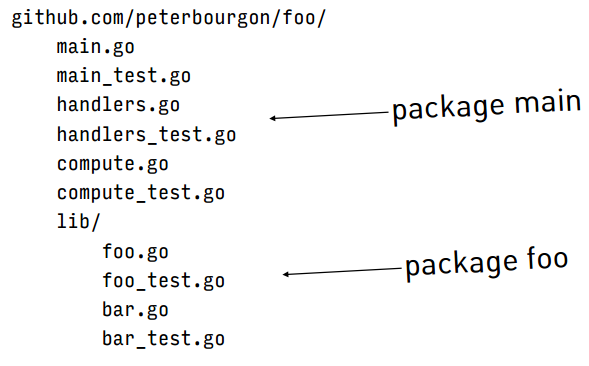 github.com/peterbourgon/foo/
main.go
main_test.go
handlers.go
package main
handlers_test.go
compute.go
compute_test.go
lib/
foo.go
package foo
foo_test.go
bar.go
bar_test.go